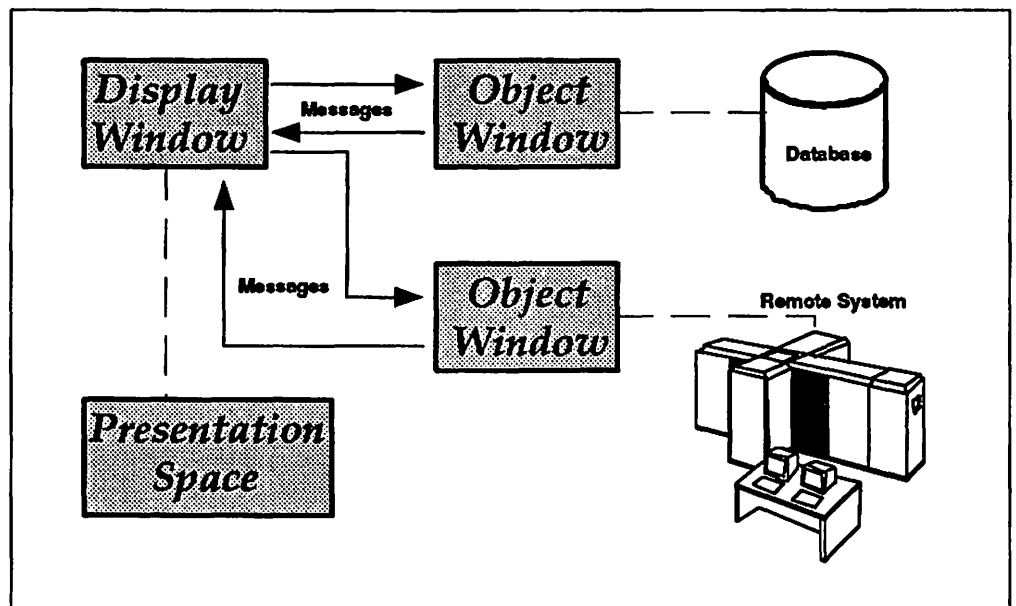 Display
Window
Messages
Object
Window
Database
Messages
Object
Window
Remote System
Presentation
Space